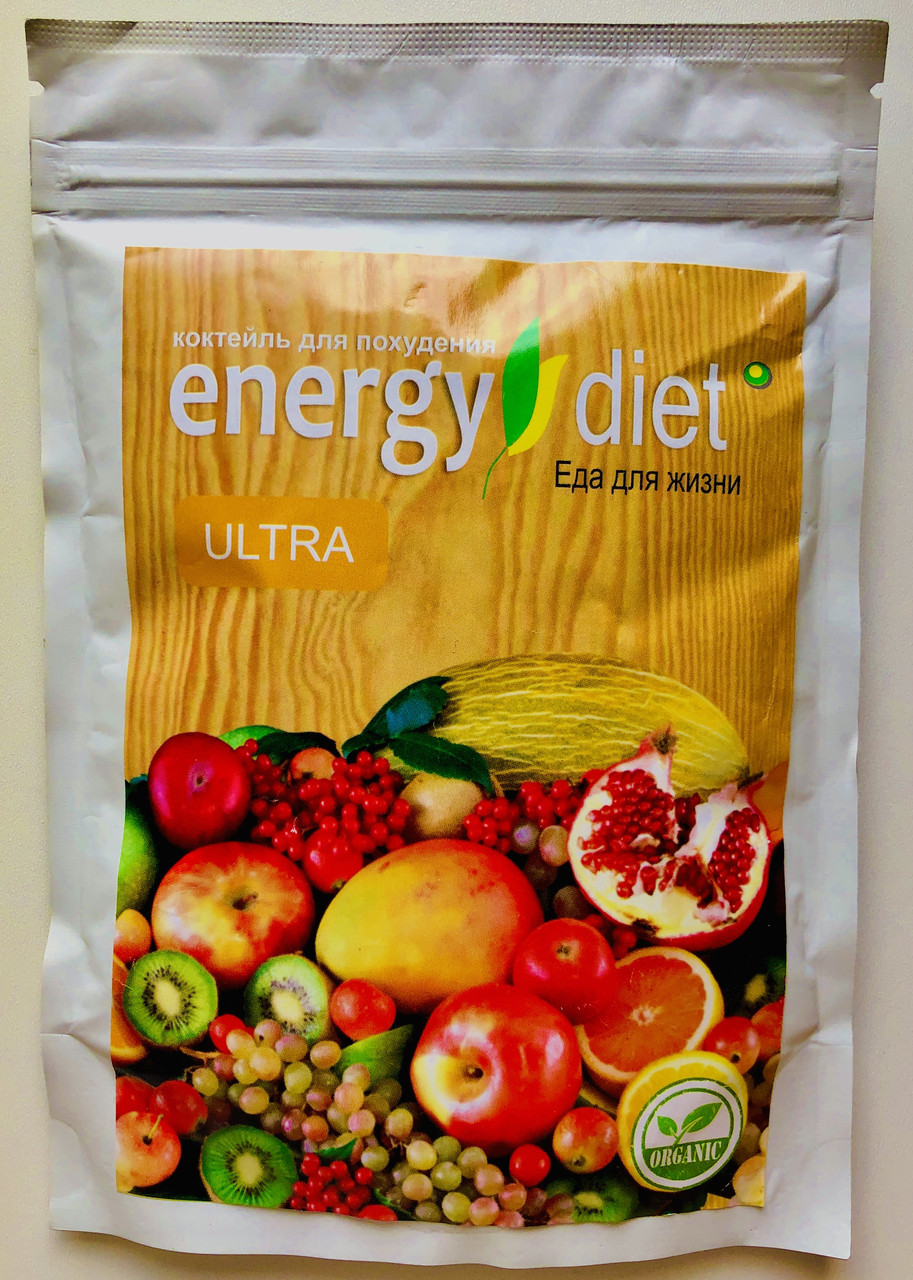 коктейль для похудения
energy diet
Еда для жизни
ULTRA
ORGANIC